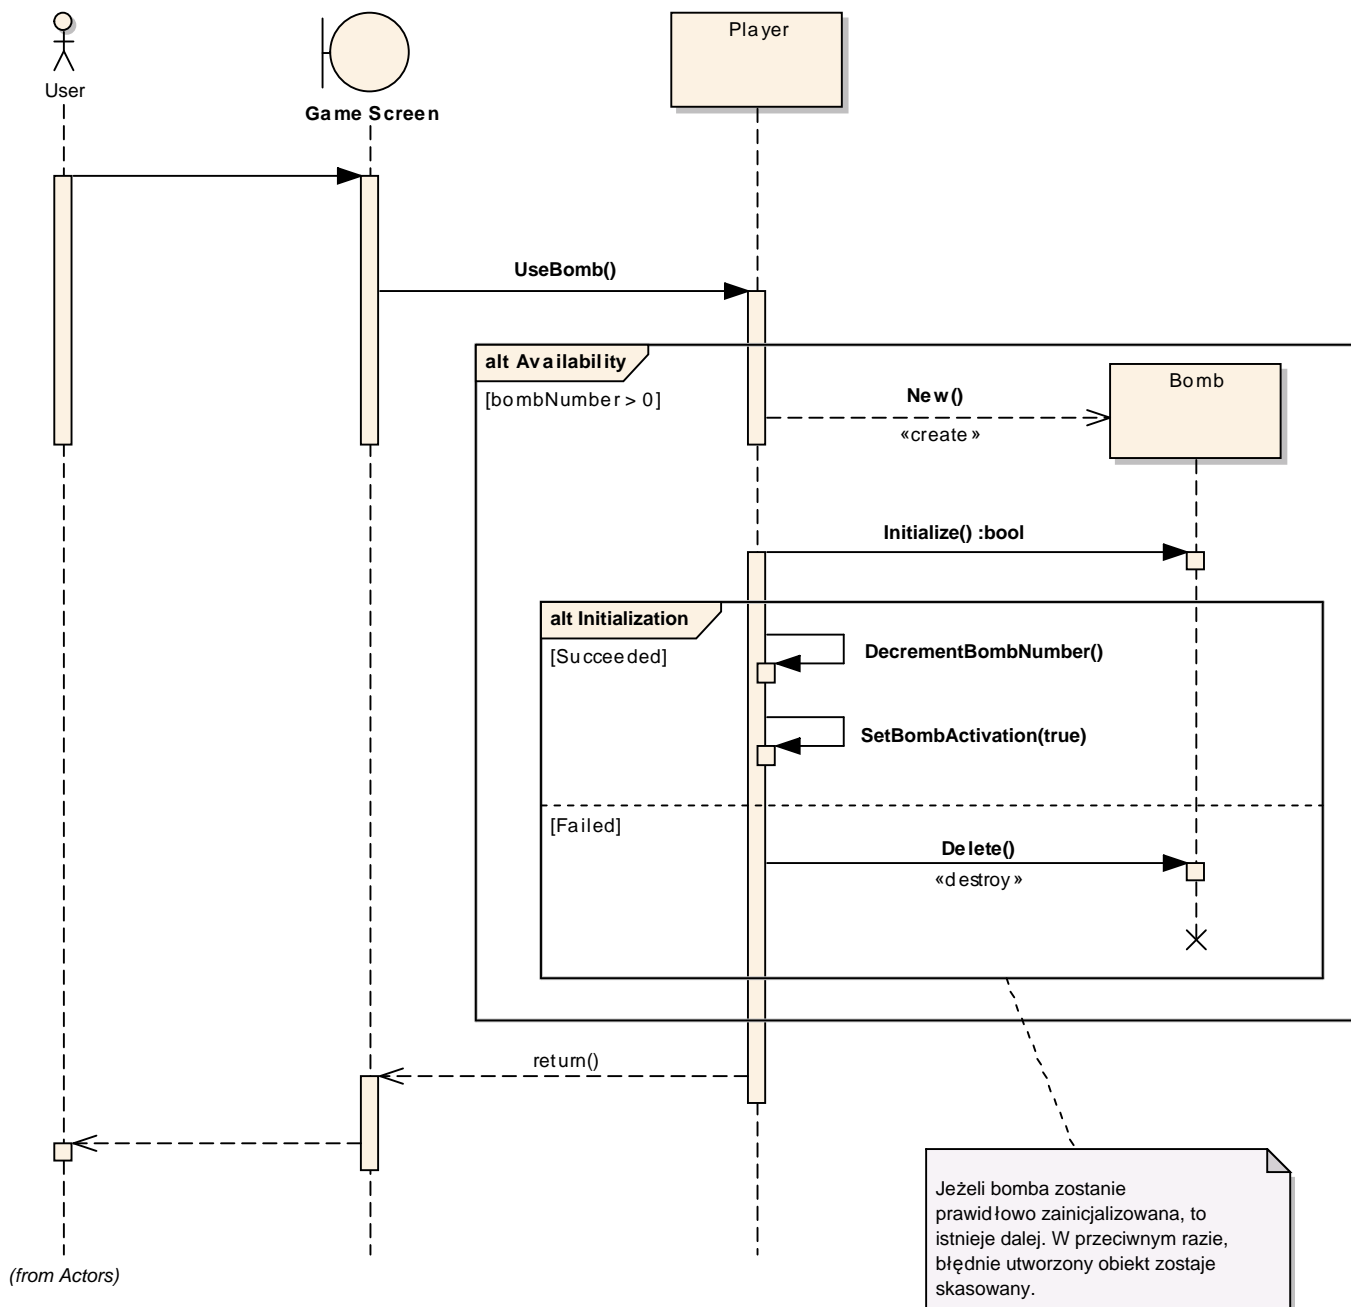 User
Game Screen
Player
UseBomb()
alt Availability
[bombNumber > 0]
New()
«create»
Bomb
Initialize() :bool
alt Initialization
[Succeeded]
DecrementBombNumber()
SetBombActivation(true)
[Failed]
Delete()
«destroy»
return()
(from Actors)
Jeżeli bomba zostanie
prawidłowo zainicjalizowana, to
istnieje dalej. W przeciwnym razie,
błędnie utworzony obiekt zostaje
skasowany.